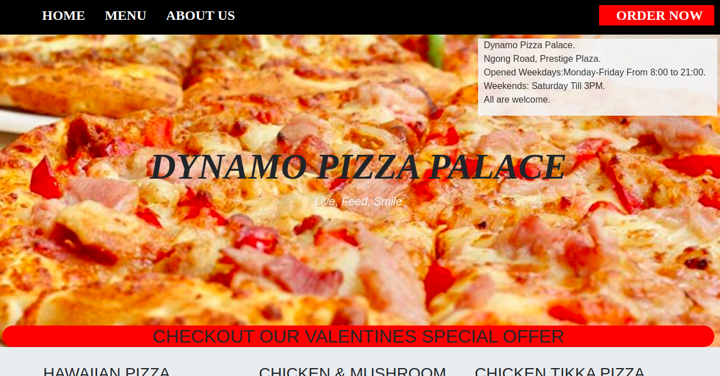 HOME MENU ABOUT US ORDER NOW
Dynamo Pizza Palace.
Ngong Road, Prestige Plaza.
Opened Weekdays:Monday-Friday From 8:00 to 21:00.
Weekends: Saturday Till 3PM.
All are welcome.
DYNAMO PIZZA PALACE
Live, Feed, Smile
CHECKOUT OUR VALENTINES SPECIAL OFFER
HAWAIIAN PIZZA CHICKEN & MUSHROOM CHICKEN TIKKA PIZZA